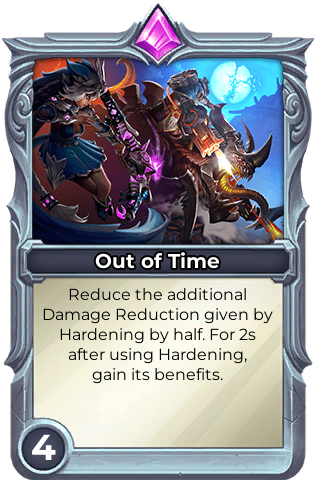 Out of Time
Reduce the additional
Damage Reduction given by
Hardening by half. For 2s
after using Hardening,
gain its benefits.
4